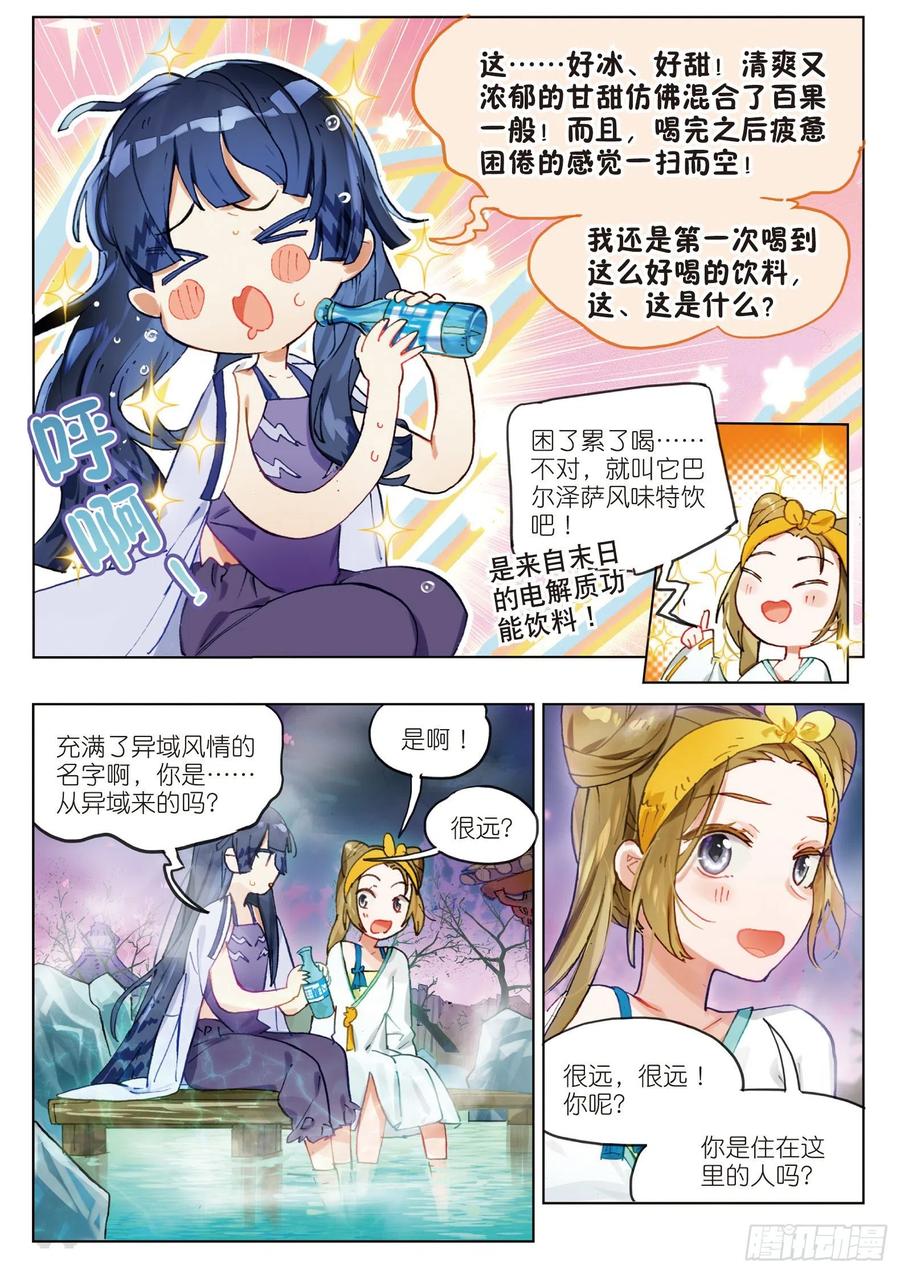 这……好冰、好甜！清爽又
浓郁的甘甜仿佛混合了百果
一般！而且，喝完之后疲惫
困倦的感觉一扫而空！
我还是第一次喝到
这么好喝的饮料，
这、这是什么？
呼
啊
！
困了累了喝……
不对，就叫它巴
尔泽萨风味特饮
吧！
是来自末日
的电解质功
能饮料！
充满了异域风情的
名字啊，你是……
从异域来的吗？
是啊！
很远？
很远，很远！
你呢？
你是住在这
里的人吗？
腾讯动漫